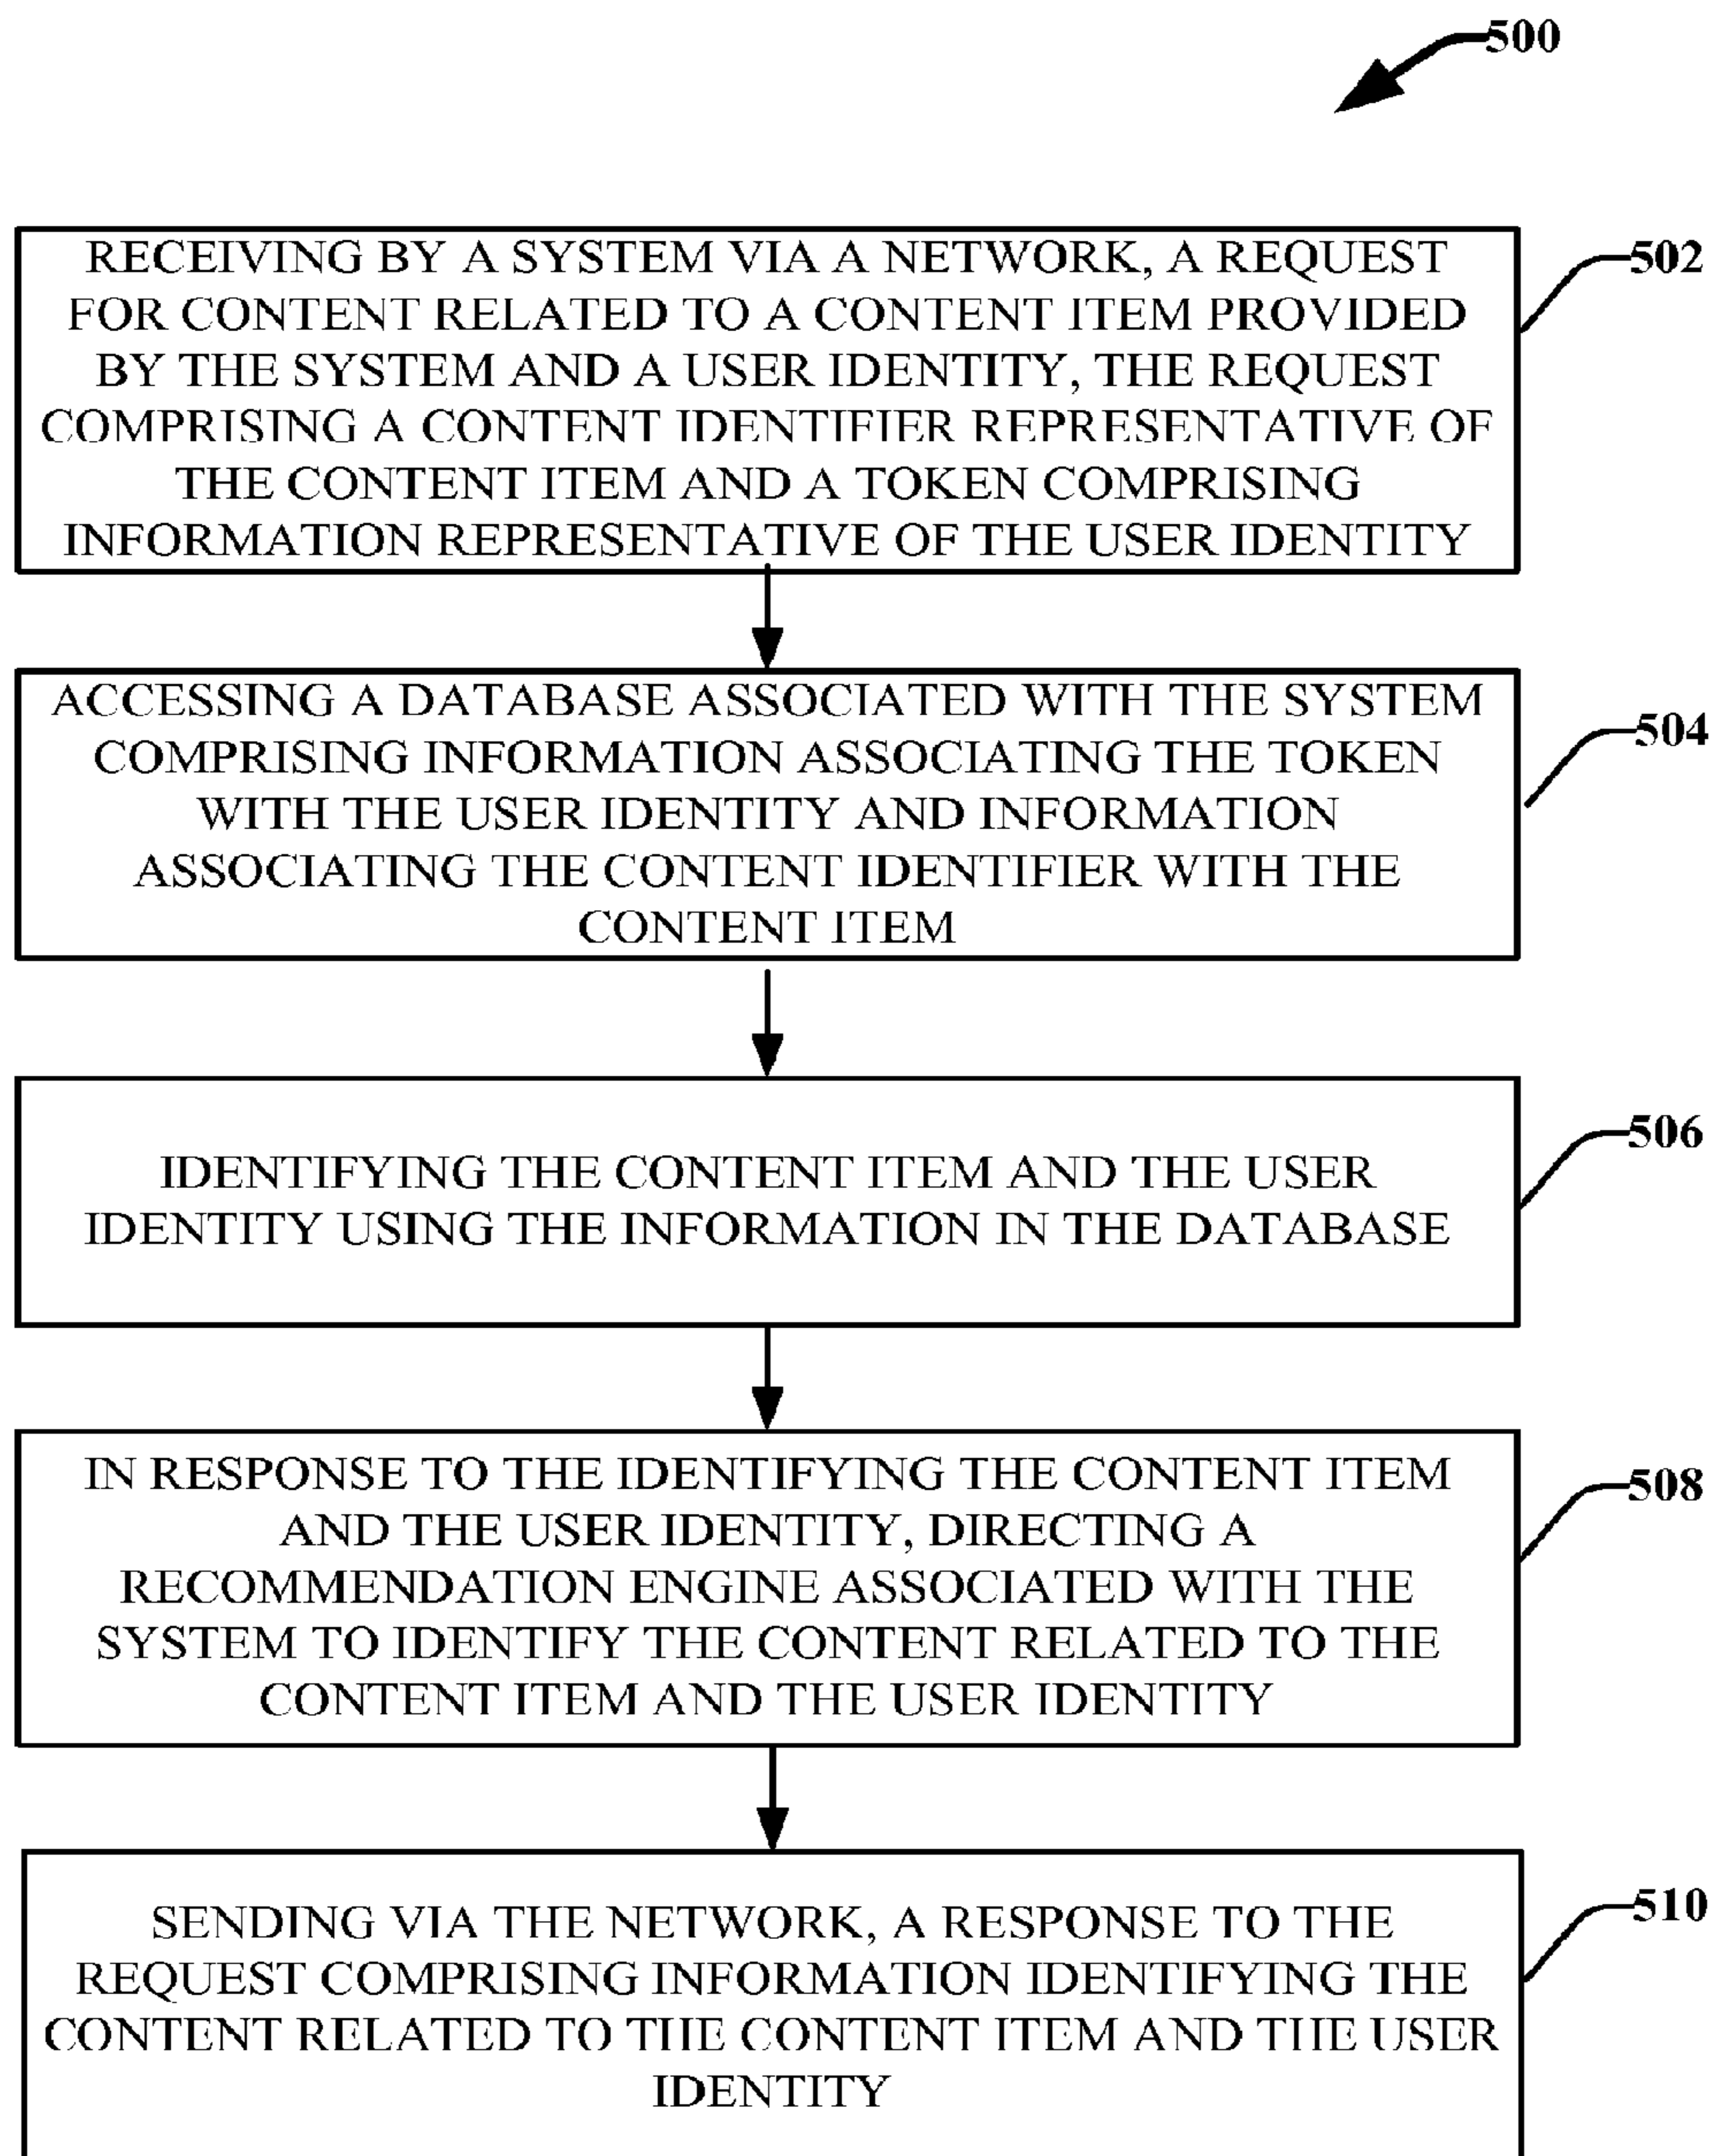 500
RECEIVING BY A SYSTEM VIA A NETWORK, A REQUEST
FOR CONTENT RELATED TO A CONTENT ITEM PROVIDED
BY THE SYSTEM AND A USER IDENTITY, THE REQUEST
COMPRISING A CONTENT IDENTIFIER REPRESENTATIVE OF
THE CONTENT ITEM AND A TOKEN COMPRISING
INFORMATION REPRESENTATIVE OF THE USER IDENTITY
502
ACCESSING A DATABASE ASSOCIATED WITH THE SYSTEM
COMPRISING INFORMATION ASSOCIATING THE TOKEN
WITH THE USER IDENTITY AND INFORMATION
ASSOCIATING THE CONTENT IDENTIFIER WITH THE
CONTENT ITEM
504
IDENTIFYING THE CONTENT ITEM AND THE USER
IDENTITY USING THE INFORMATION IN THE DATABASE
506
IN RESPONSE TO THE IDENTIFYING THE CONTENT ITEM
AND THE USER IDENTITY, DIRECTING A
RECOMMENDATION ENGINE ASSOCIATED WITH THE
SYSTEM TO IDENTIFY THE CONTENT RELATED TO THE
CONTENT ITEM AND THE USER IDENTITY
508
SENDING VIA THE NETWORK, A RESPONSE TO THE
REQUEST COMPRISING INFORMATION IDENTIFYING THE
CONTENT RELATED TO THE CONTENT ITEM AND THE USER
IDENTITY
510